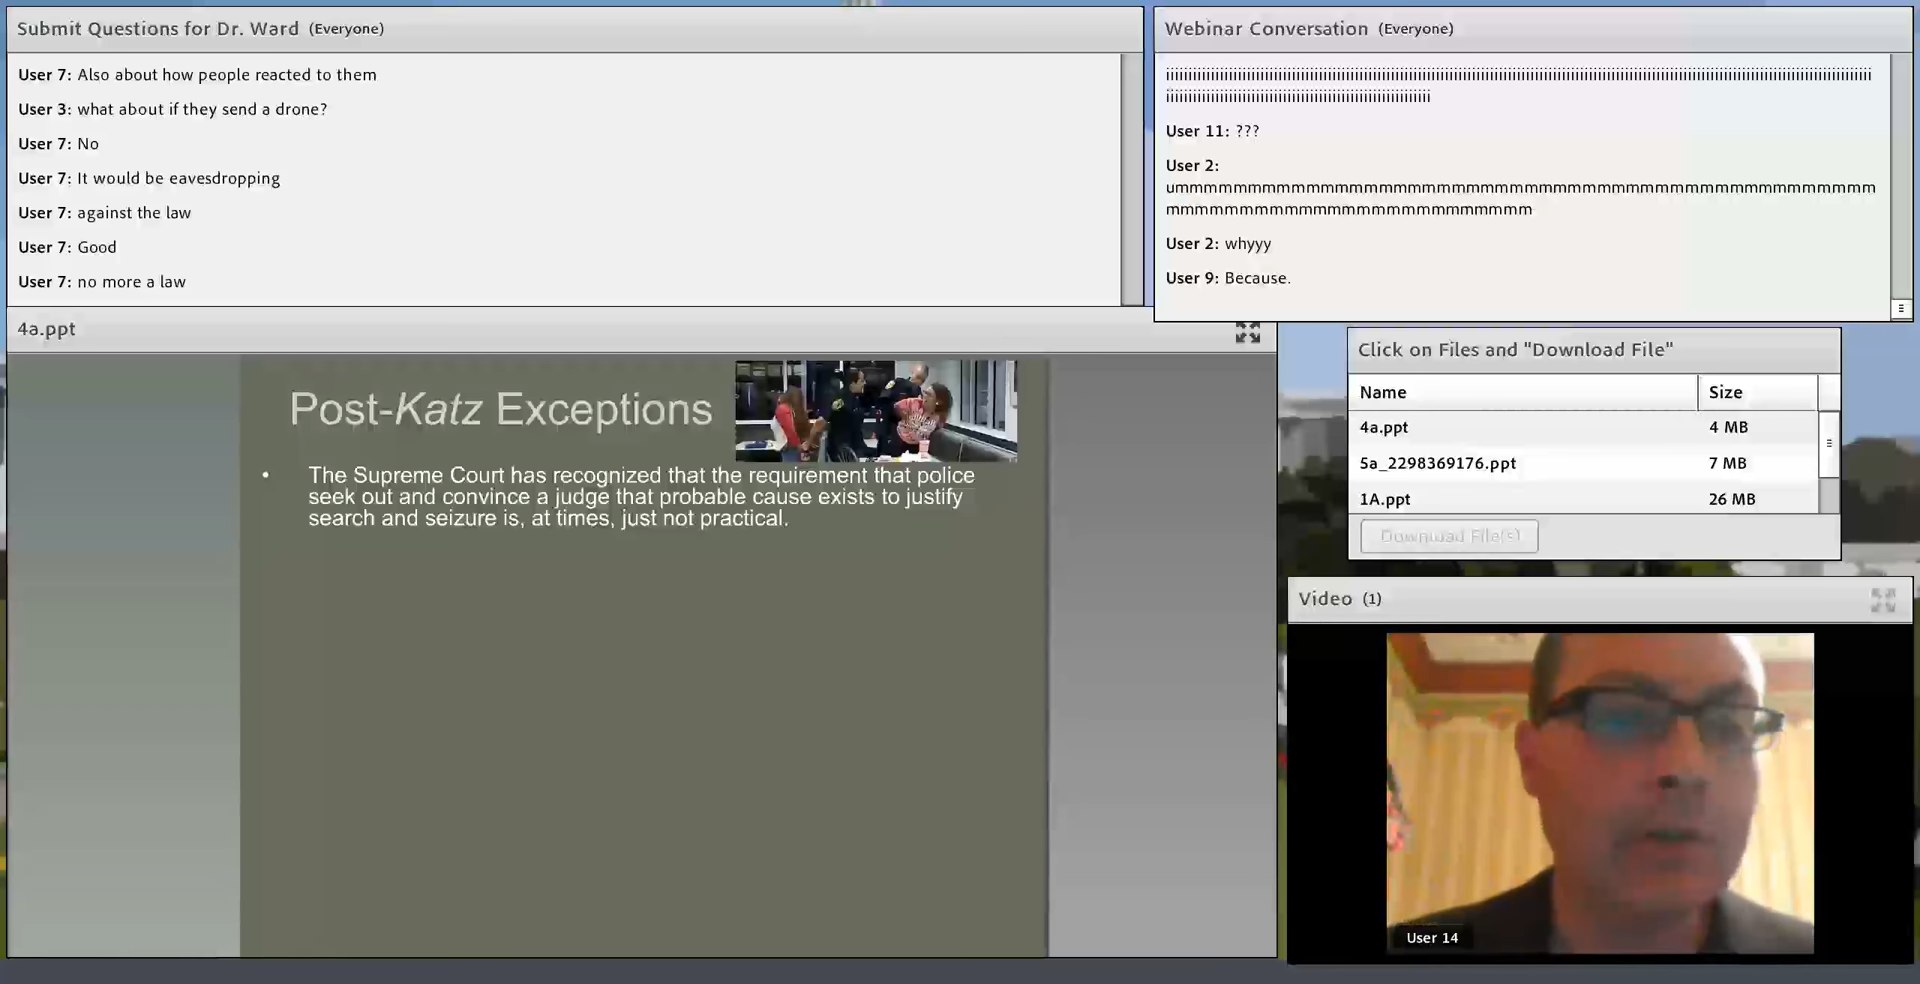 Submit Questions for Dr. Ward (Everyone)
User 7: Also about how people reacted to them
User 3: what about if they send a drone?
User 7: No
User 7: It would be eavesdropping
User 7: against the law
User 7: Good
User 7: no more a law
Webinar Conversation (Everyone)
User 11: ???
User 2:
User 2: whyyy
User 9: Because.
4a.ppt
Post-Katz Exceptions
• The Supreme Court has recognized that the requirement that police
seek out and convince a judge that probable cause exists to justify
search and seizure is, at times, just not practical.
Click on Files and "Download File"
Name Size
4a.ppt 4 MB
5a_2298369176.ppt 7 MB
1A.ppt 26 MB
Download File(s)
Video (1)
User 14